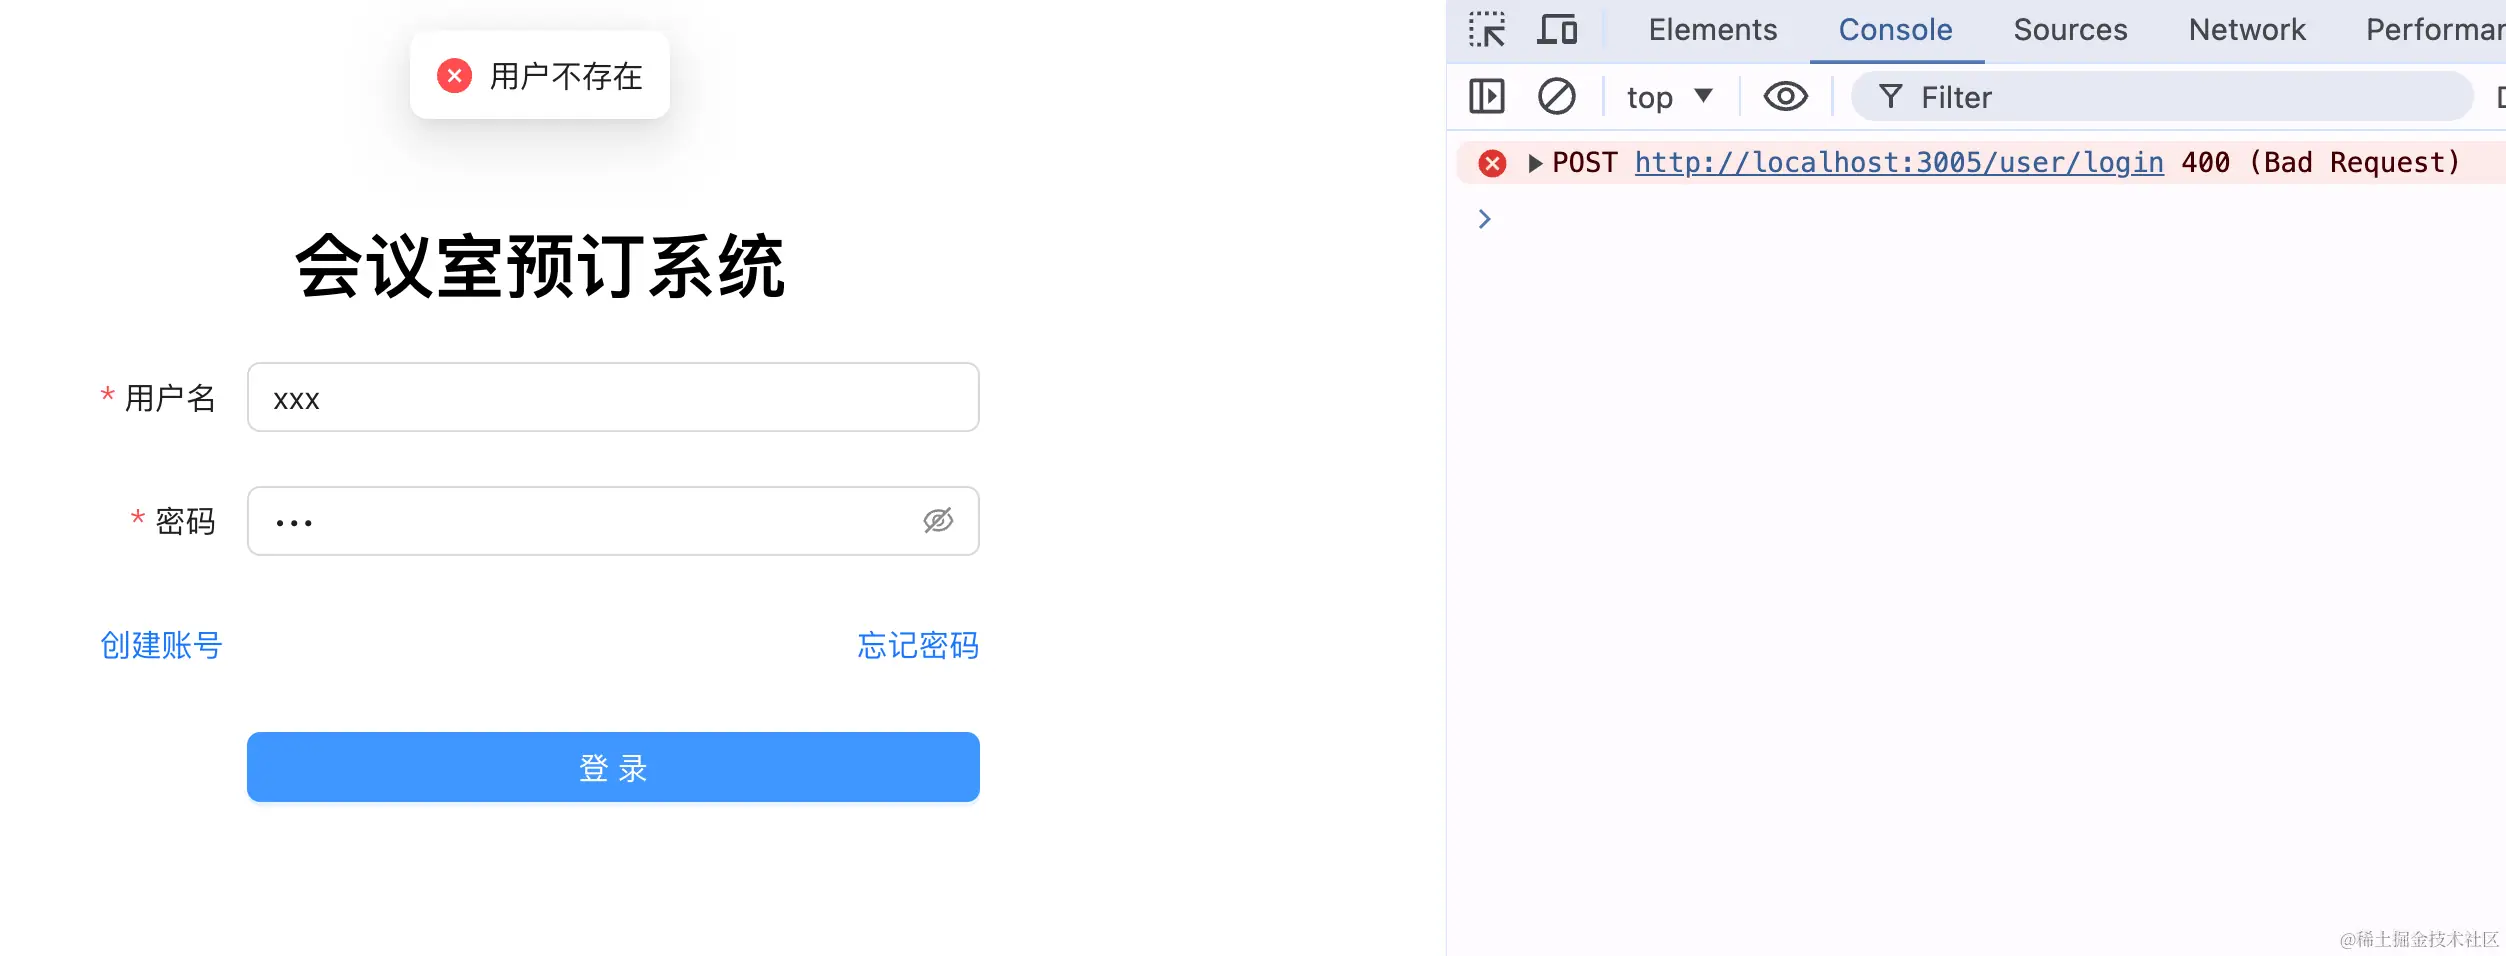 用户不存在
会议室预订系统
* 用户名
xxx
* 密码
•••
创建账号
忘记密码
登 录
Elements Console Sources Network Performan
top Filter
POST http://localhost:3005/user/login 400 (Bad Request)
@稀土掘金技术社区